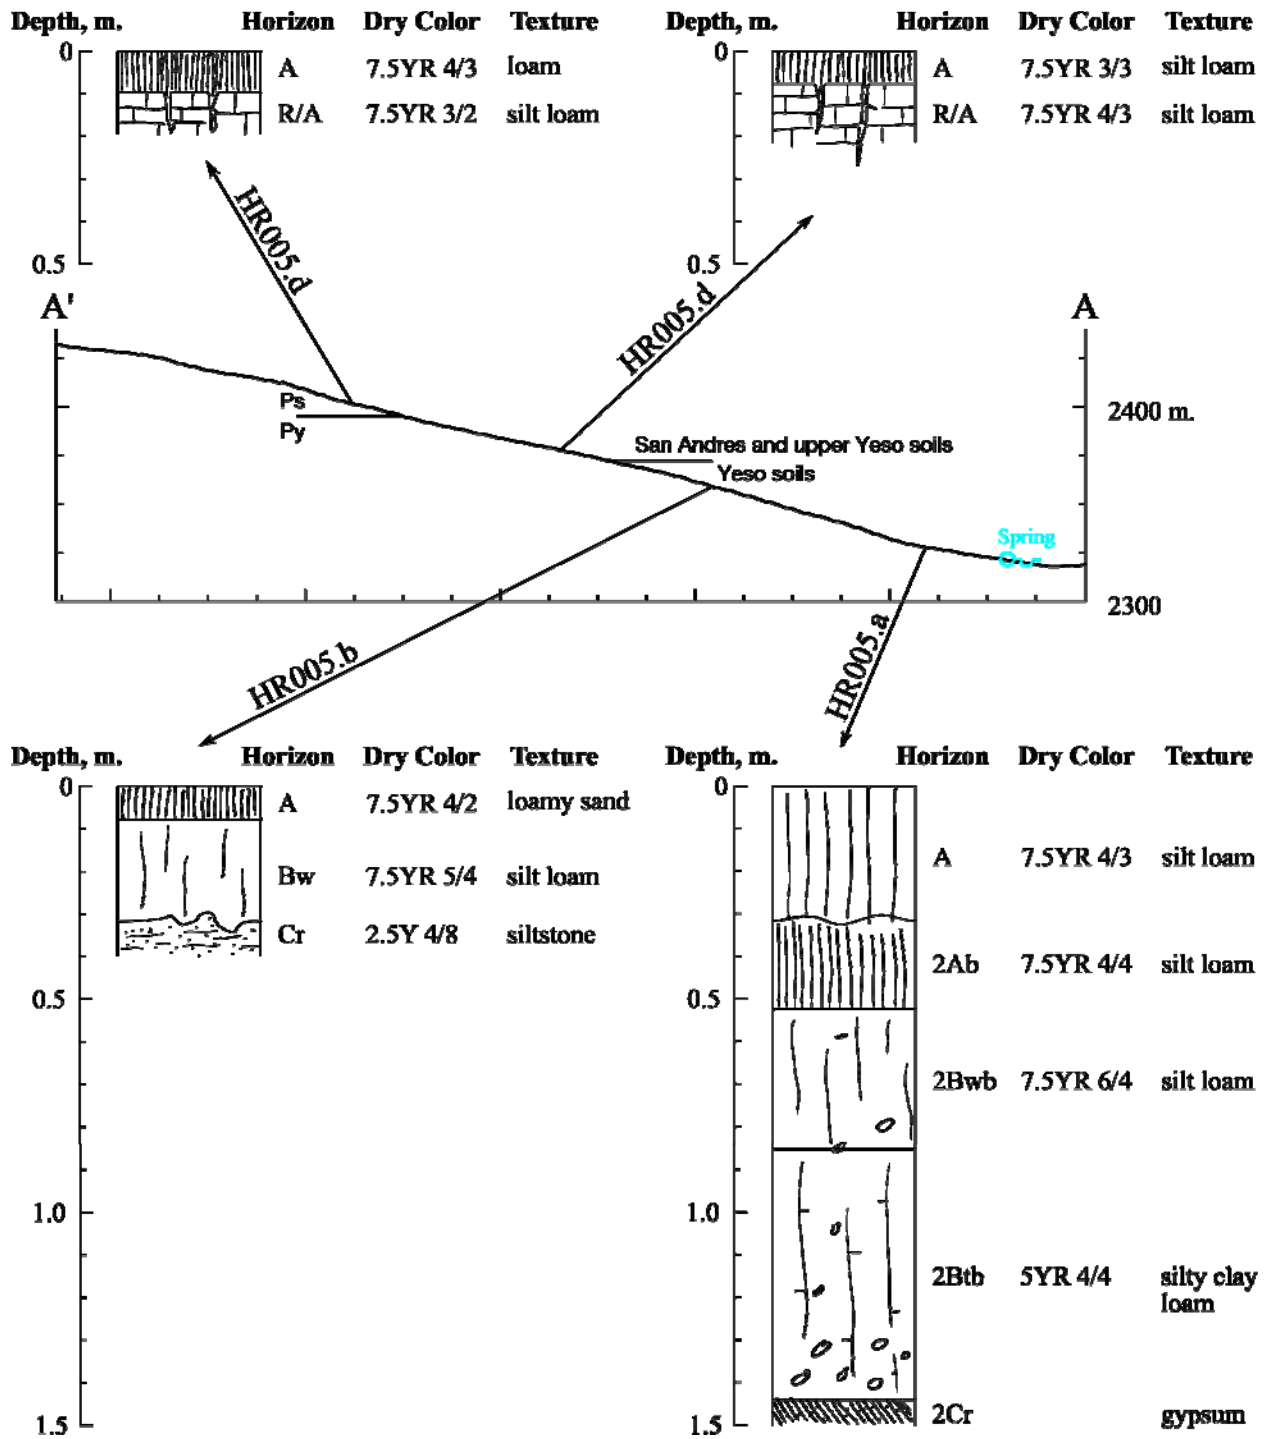 Depth, m. Horizon Dry Color Texture
0
A 7.5YR 4/3 loam
R/A 7.5YR 3/2 silt loam
0.5
HR005.d
Depth, m. Horizon Dry Color Texture
0
A 7.5YR 3/3 silt loam
R/A 7.5YR 4/3 silt loam
0.5
HR005.d
A'
A
Ps
Py
2400 m.
San Andres and upper Yeso soils
Yeso soils
Spring
2300
HR005.b
HR005.a
Depth, m. Horizon Dry Color Texture
0
A 7.5YR 4/2 loamy sand
Bw 7.5YR 5/4 silt loam
Cr 2.5Y 4/8 siltstone
0.5
1.0
1.5
Depth, m. Horizon Dry Color Texture
0
A 7.5YR 4/3 silt loam
2Ab 7.5YR 4/4 silt loam
0.5
2Bwb 7.5YR 6/4 silt loam
1.0
2Btb 5YR 4/4 silty clay
loam
2Cr gypsum
1.5